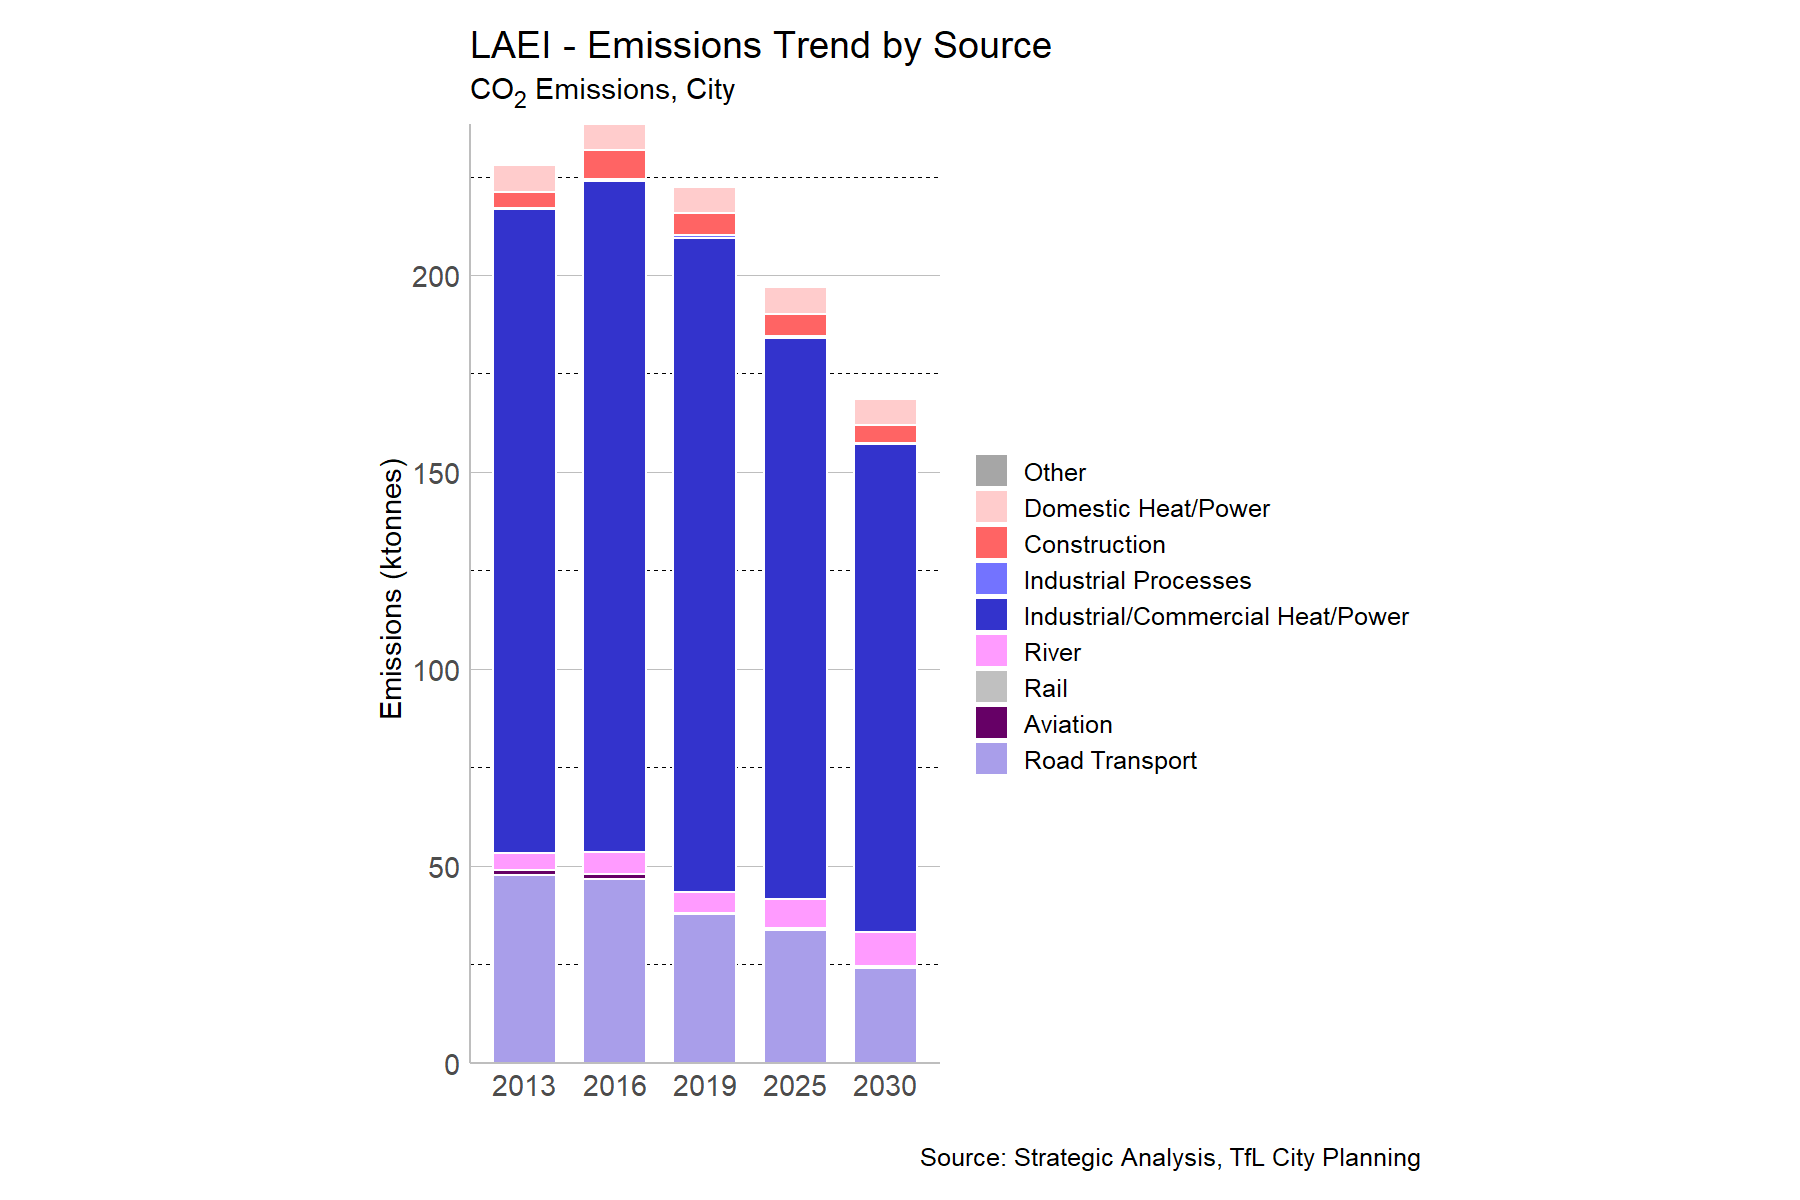 LAEI - Emissions Trend by Source
CO₂ Emissions, City
Emissions (ktonnes)
200
150
100
50
0
2013 2016 2019 2025 2030
Other
Domestic Heat/Power
Construction
Industrial Processes
Industrial/Commercial Heat/Power
River
Rail
Aviation
Road Transport
Source: Strategic Analysis, TfL City Planning